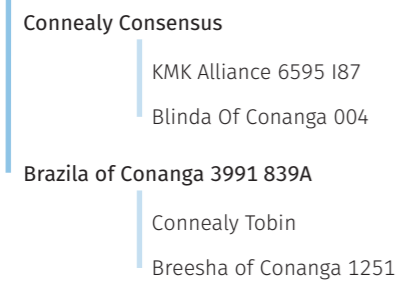 Connealy Consensus
KMK Alliance 6595 I87
Blinda Of Conanga 004
Brazila of Conanga 3991 839A
Connealy Tobin
Breesha of Conanga 1251